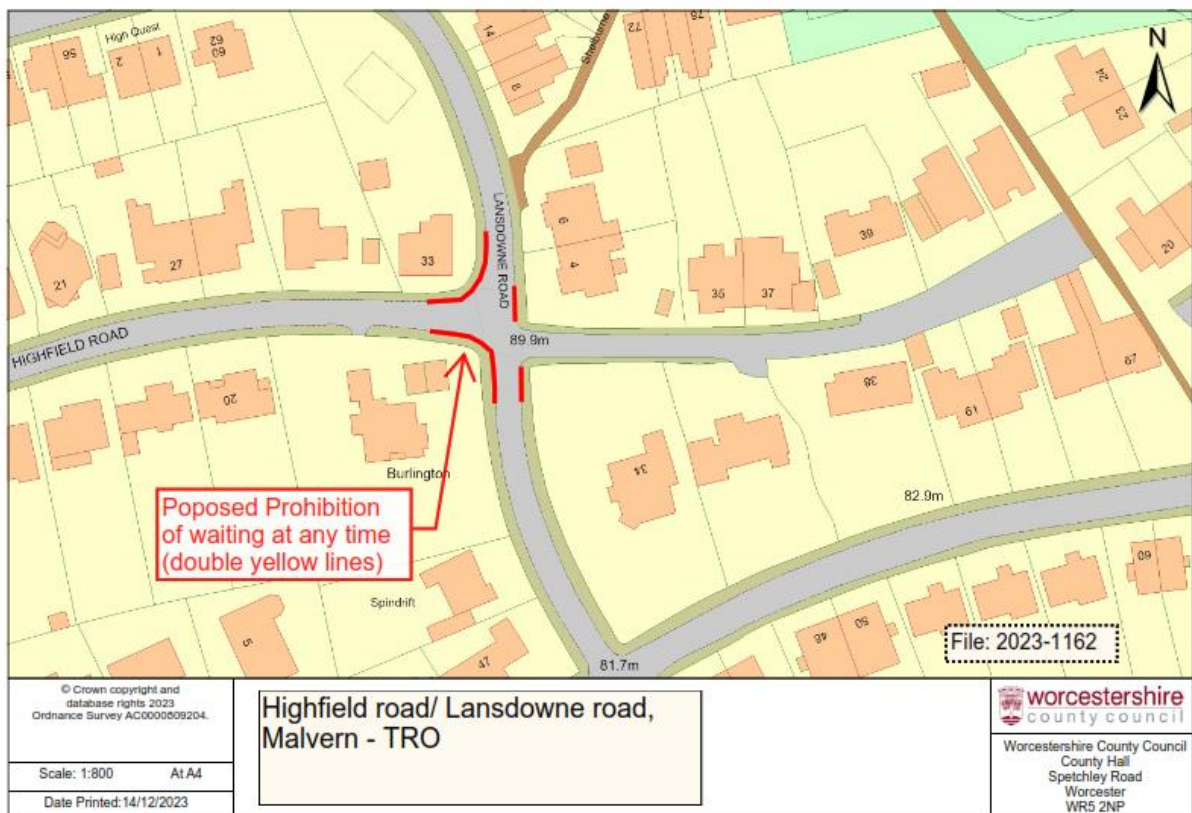 High Quest
56
2
1
62
60
14
8
72
78
Shelburne
N
24
23
LANSDOWNE ROAD
6
4
39
20
21
27
33
35
37
89.9m
HIGHFIELD ROAD
20
38
67
61
Burlington
34
82.9m
Poposed Prohibition
of waiting at any time
(double yellow lines)
Spindrift
5
47
48
50
60
81.7m
File: 2023-1162
© Crown copyright and
database rights 2023
Ordnance Survey AC0000809204.
Scale: 1:800 At A4
Date Printed:14/12/2023
Highfield road/ Lansdowne road,
Malvern - TRO
worcestershire
county council
Worcestershire County Council
County Hall
Spetchley Road
Worcester
WR5 2NP